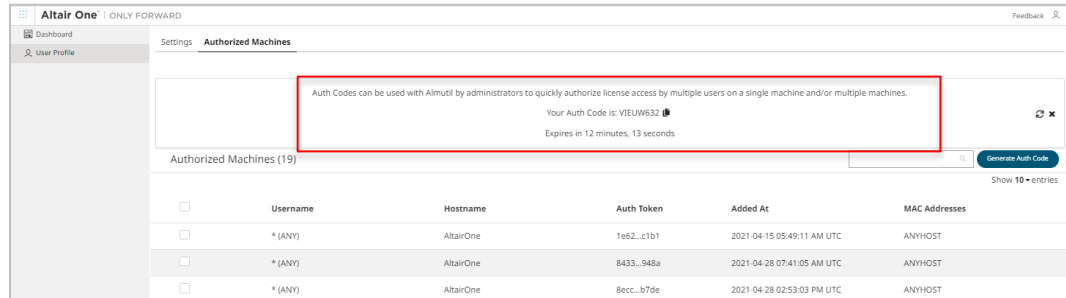 Altair One® | ONLY FORWARD
Feedback
Dashboard
User Profile
Settings Authorized Machines
Auth Codes can be used with Almutil by administrators to quickly authorize license access by multiple users on a single machine and/or multiple machines.
Your Auth Code is: VIEUW632
Expires in 12 minutes, 13 seconds
Authorized Machines (19)
Generate Auth Code
Show 10 entries
Username Hostname Auth Token Added At MAC Addresses
* (ANY) AltairOne 1e62...c1b1 2021-04-15 05:49:11 AM UTC ANYHOST
* (ANY) AltairOne 8433...948a 2021-04-28 07:41:05 AM UTC ANYHOST
* (ANY) AltairOne 8ecc...b7de 2021-04-28 02:53:03 PM UTC ANYHOST